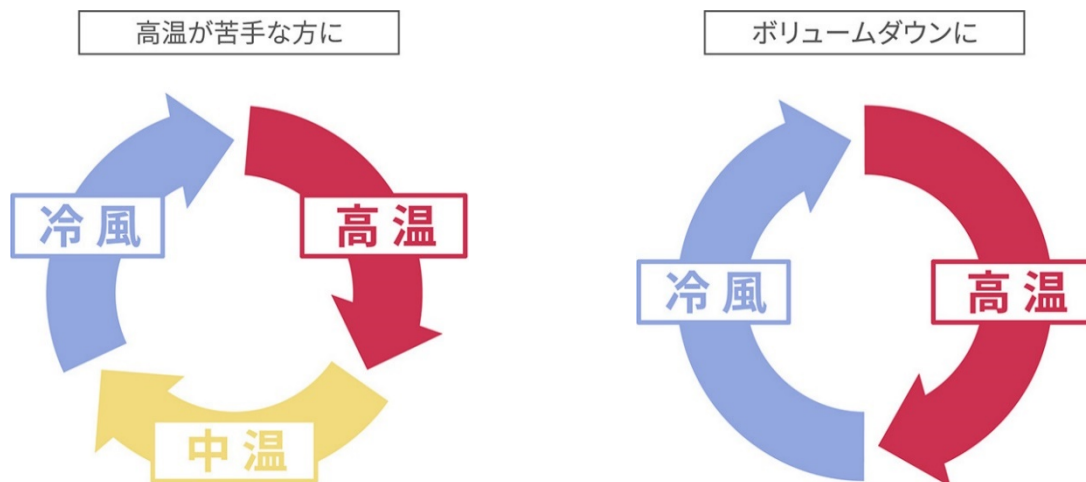 高温が苦手な方に
冷風
高温
中温
ボリュームダウンに
冷風
高温